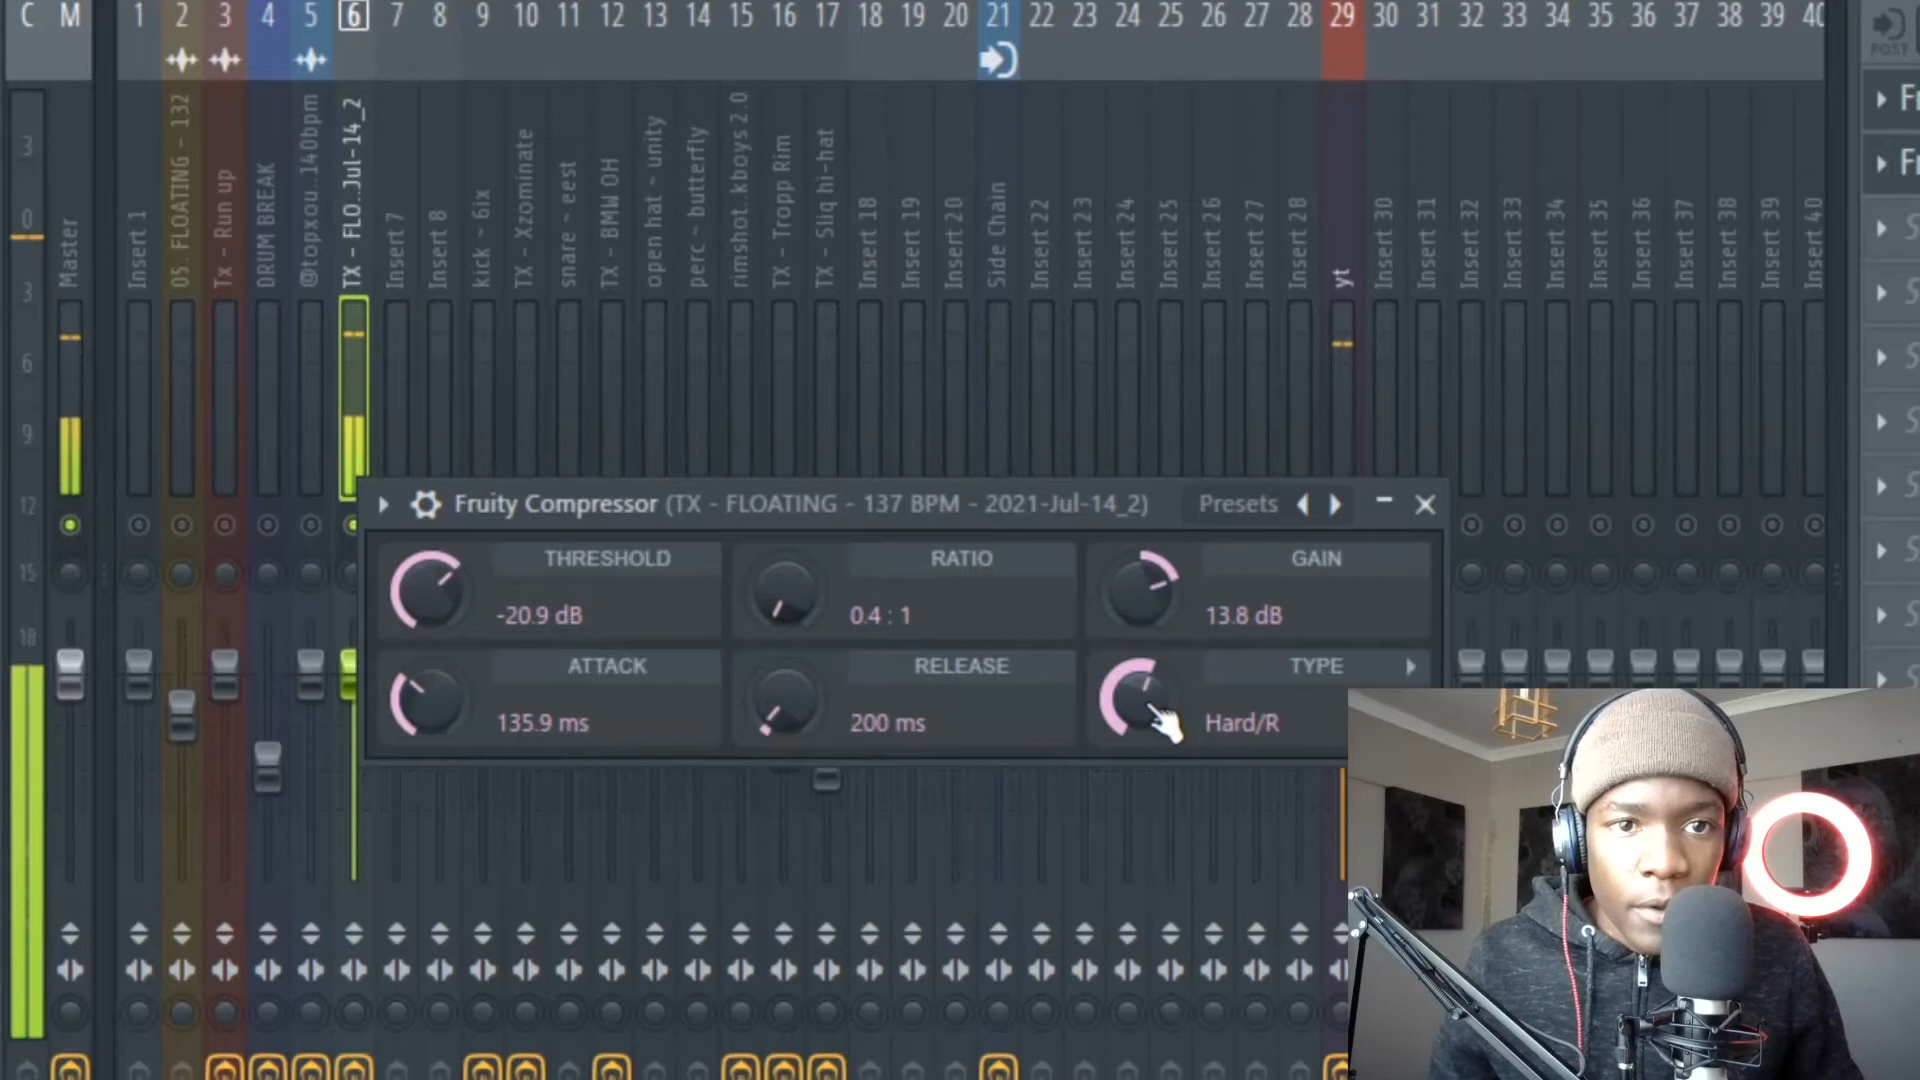 C M 1 2 3 4 5 6 7 8 9 10 11 12 13 14 15 16 17 18 19 20 21 22 23 24 25 26 27 28 29 30 31 32 33 34 35 36 37 38 39 40
POST
3
0
3
6
9
12
15
18
Master
Insert 1
05. FLOATING - 132
Tx - Run up
DRUM BREAK
@topxou..140bpm
TX - FLO..Jul-14_2
Insert 7
Insert 8
kick ~ 6ix
TX - Xzominate
snare ~ eest
TX - BMW OH
open hat ~ unity
perc ~ butterfly
rimshot..kboys 2.0
TX - Tropp Rim
TX - Sliq hi-hat
Insert 18
Insert 19
Insert 20
Side Chain
Insert 22
Insert 23
Insert 24
Insert 25
Insert 26
Insert 27
Insert 28
yt
Insert 30
Insert 31
Insert 32
Insert 33
Insert 34
Insert 35
Insert 36
Insert 37
Insert 38
Insert 39
Insert 40
Fruity Compressor (TX - FLOATING - 137 BPM - 2021-Jul-14_2) Presets
THRESHOLD RATIO GAIN
-20.9 dB 0.4 : 1 13.8 dB
ATTACK RELEASE TYPE
135.9 ms 200 ms Hard/R